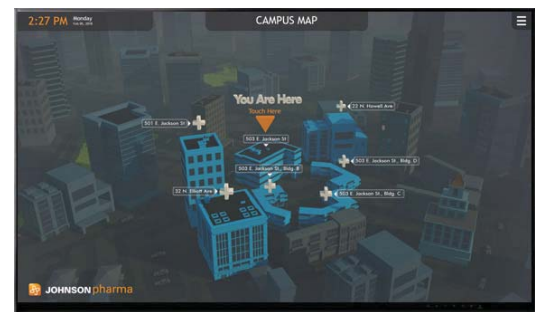 2:27 PM Monday
CAMPUS MAP
You Are Here
Touch Here
22 N. Howell Ave
501 E. Jackson St
503 E. Jackson St
503 E. Jackson St., Bldg. D
503 E. Jackson St., Bldg. B
32 N. Elliott Ave
503 E. Jackson St., Bldg. C
JOHNSON pharma